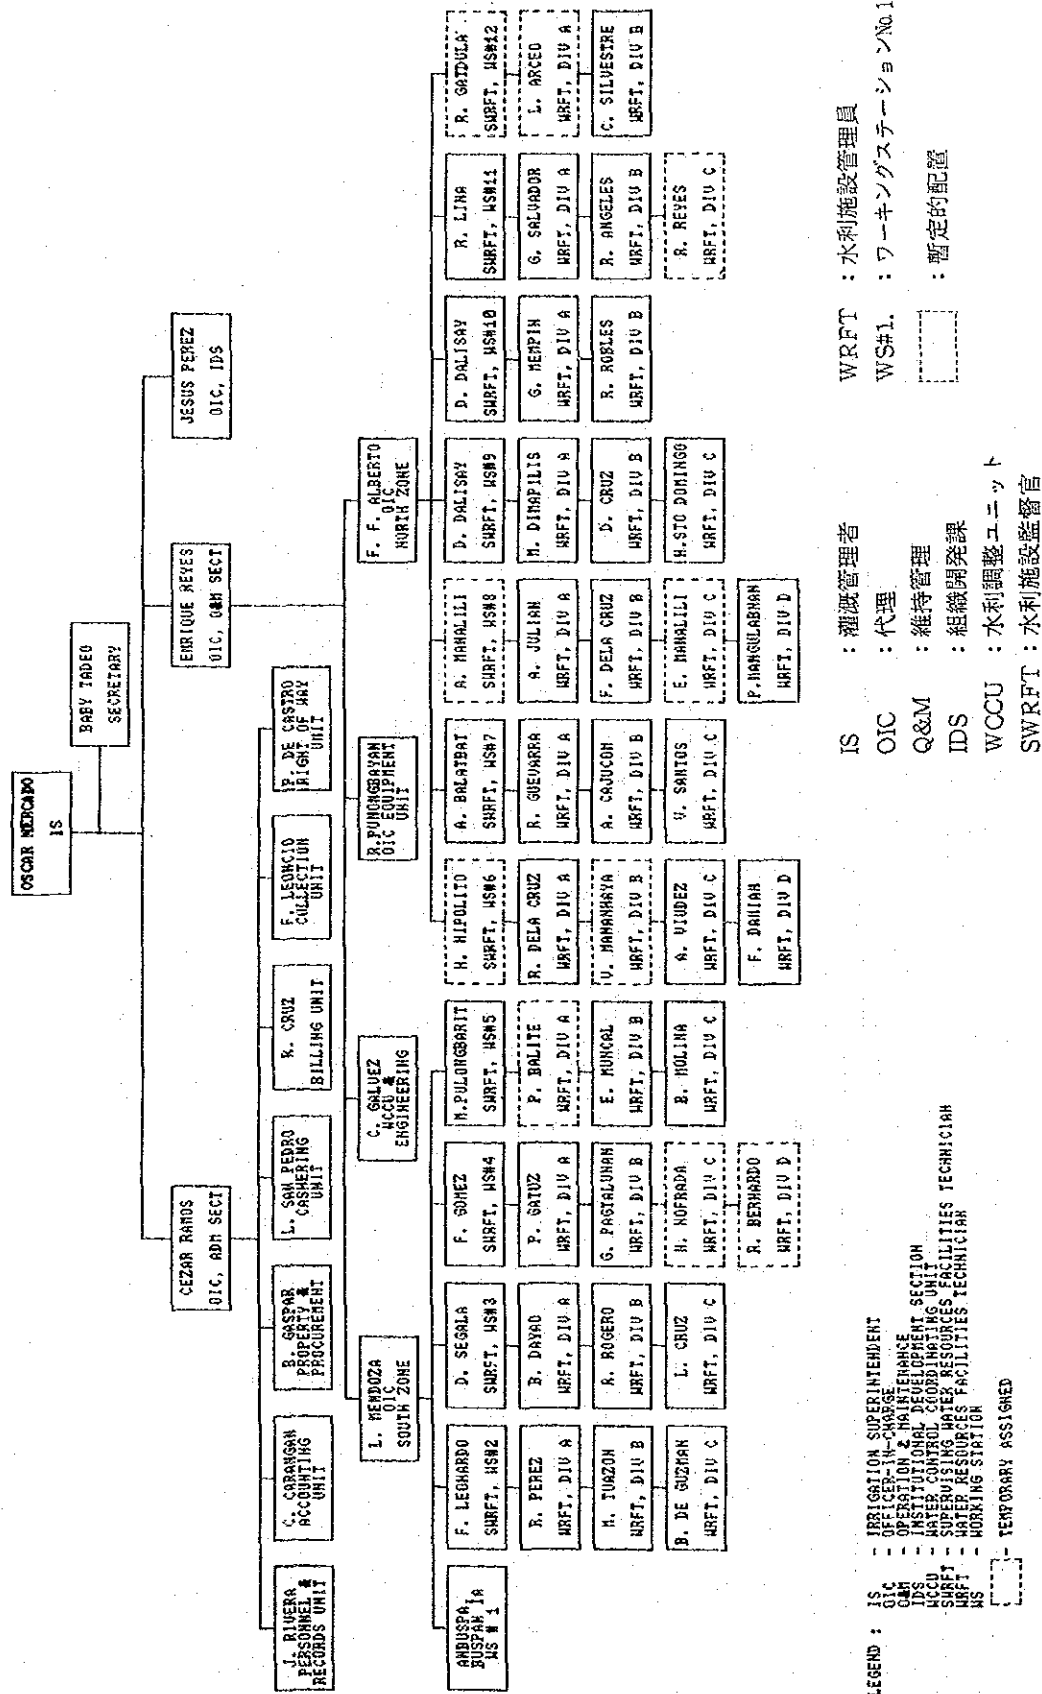 OSCAR MERCADO
IS
BABY TADEO
SECRETARY
CEZAR RAMOS
OIC, ADM SECT
ENRIQUE REYES
OIC, O&M SECT
JESUS PEREZ
OIC, IDS
J. RIVERA
PERSONNEL &
RECORDS UNIT
C. CARANGAN
ACCOUNTING
UNIT
B. GASPAR
PROPERTY &
PROCUREMENT
L. SAN PEDRO
CASHERING
UNIT
K. CRUZ
BILLING UNIT
F. LEONCIO
COLLECTION
UNIT
P. DE CASTRO
RIGHT OF WAY
UNIT
L. MENDOZA
OIC
SOUTH ZONE
C. GALVEZ
WCCU &
ENGINEERING
R.PUNONGBAYAN
OIC EQUIPMENT
UNIT
F. F. ALBERTO
OIC
NORTH ZONE
ANBUSPA,
BUSPAK IA
WS # 1
F. LEONARDO
SWRFT, WS#2
R. PEREZ
WRFT, DIV A
M. TUAZON
WRFT, DIV B
B. DE GUZMAN
WRFT, DIV C
D. SEGALA
SWRFT, WS#3
B. DAYAO
WRFT, DIV A
R. ROGERO
WRFT, DIV B
L. CRUZ
WRFT, DIV C
F. GOMEZ
SWRFT, WS#4
P. GATUZ
WRFT, DIV A
G. PAGTALUNAN
WRFT, DIV B
N. NOFRADA
WRFT, DIV C
R. BERNARDO
WRFT, DIV D
M.PULONGBARIT
SWRFT, WS#5
P. BALITE
WRFT, DIV A
E. MUNCAL
WRFT, DIV B
B. MOLINA
WRFT, DIV C
H. HIPOLITO
SWRFT, WS#6
R. DELA CRUZ
WRFT, DIV A
V. MANANHAYA
WRFT, DIV B
A. VIUDEZ
WRFT, DIV C
F. DAMIAN
WRFT, DIV D
A. BALATBAT
SWRFT, WS#7
R. GUEVARRA
WRFT, DIV A
A. CAJUCOM
WRFT, DIV B
V. SANTOS
WRFT, DIV C
A. MANALILI
SWRFT, WS#8
A. JULIAN
WRFT, DIV A
F. DELA CRUZ
WRFT, DIV B
E. MANALILI
WRFT, DIV C
P.MANGULABNAN
WRFT, DIV D
D. DALISAY
SWRFT, WS#9
M. DIMAPILIS
WRFT, DIV A
D. CRUZ
WRFT, DIV B
H.STO DOMINGO
WRFT, DIV C
D. DALISAY
SWRFT, WS#10
G. MEMPIN
WRFT, DIV A
R. ROBLES
WRFT, DIV B
R. LINA
SWRFT, WS#11
G. SALVADOR
WRFT, DIV A
R. ANGELES
WRFT, DIV B
R. REYES
WRFT, DIV C
R. GATDULA
SWRFT, WS#12
L. ARCEO
WRFT, DIV A
C. SILVESTRE
WRFT, DIV B
LEGEND : IS - IRRIGATION SUPERINTENDENT
OIC - OFFICER-IN-CHARGE
O&M - OPERATION & MAINTENANCE
IDS - INSTITUTIONAL DEVELOPMENT SECTION
WCCU - WATER CONTROL COORDINATING UNIT
SWRFT - SUPERVISING WATER RESOURCES FACILITIES TECHNICIAN
WRFT - WATER RESOURCES FACILITIES TECHNICIAN
WS - WORKING STATION
- TEMPORARY ASSIGNED
IS : 灌漑管理者
OIC : 代理
Q&M : 維持管理
IDS : 組織開発課
WCCU : 水利調整ユニット
SWRFT : 水利施設監督官
WRFT : 水利施設管理員
WS#1. : ワーキングステーションNo.1
: 暫定的配置